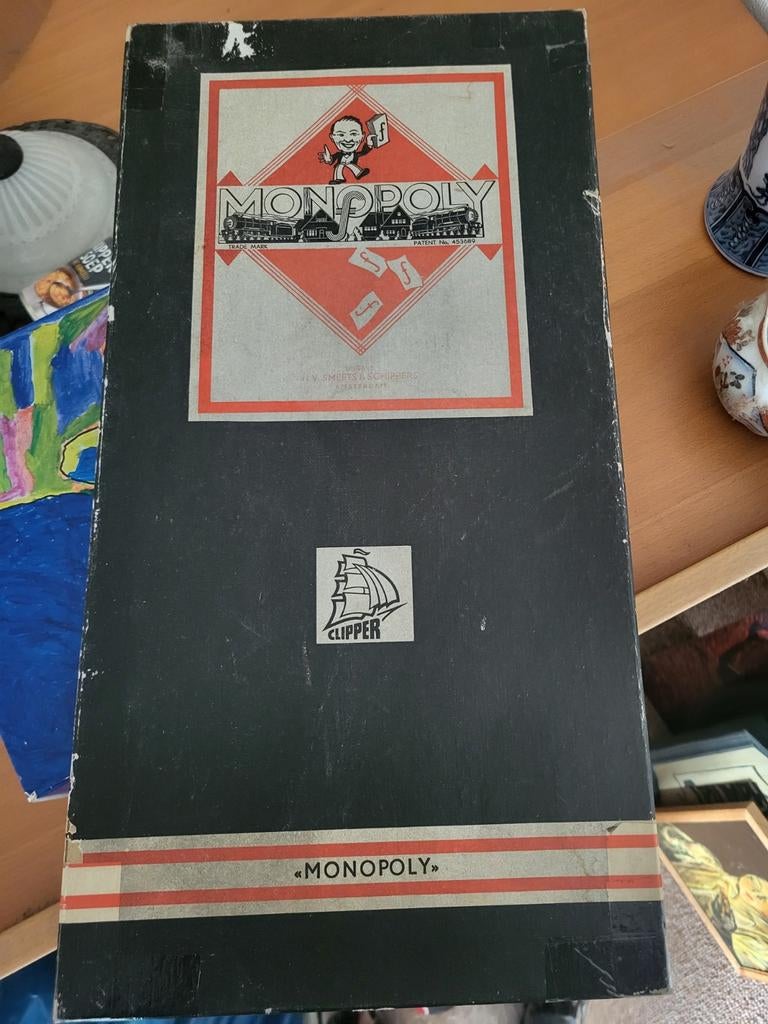 f
MONOPOLY
TRADE MARK
PATENT No. 453689
f
f
f
N.V. SMEETS & SCHIPPERS
AMSTERDAM
CLIPPER
«MONOPOLY»